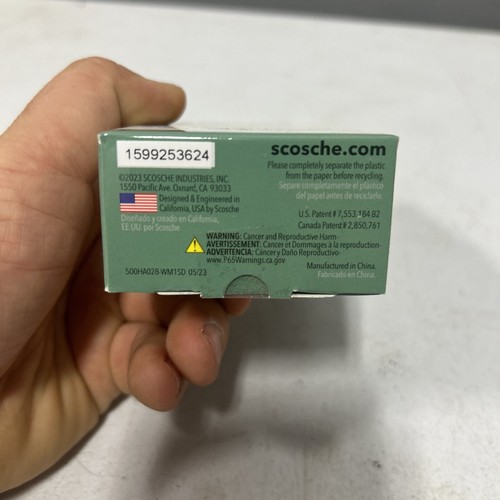 1599253624
scosche.com
©2023 SCOSCHE INDUSTRIES, INC.
1550 Pacific Ave. Oxnard, CA 93033
Designed & Engineered in
California, USA by Scosche
Diseñado y creado en California,
EE.UU. por Scosche
Please completely separate the plastic
from the paper before recycling.
Separe completamente el plástico
del papel antes de reciclarlo.
U.S. Patent # 7,553,184 B2
Canada Patent # 2,850,761
WARNING: Cancer and Reproductive Harm-
AVERTISSEMENT: Cancer et Dommages à la reproduction-
ADVERTENCIA: Cáncer y Daño Reproductivo-
www.P65Warnings.ca.gov
500HA028-WM1SD 05/23
Manufactured in China.
Fabricado en China.